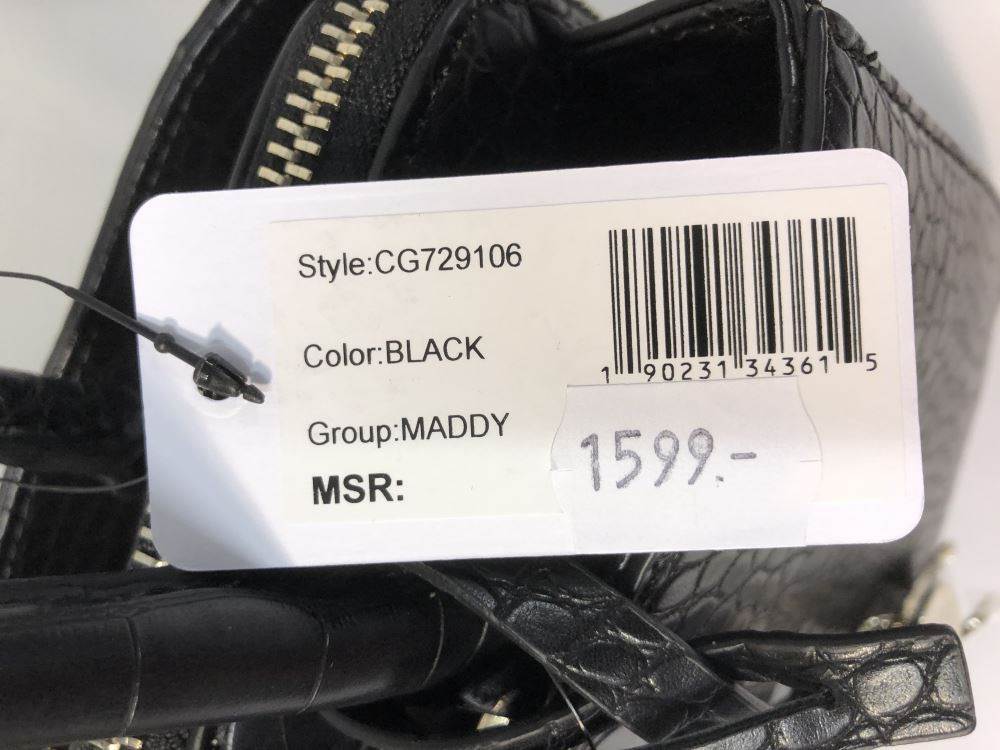 Style:CG729106
1 90231 34361 5
Color:BLACK
Group:MADDY
MSR:
1599.-